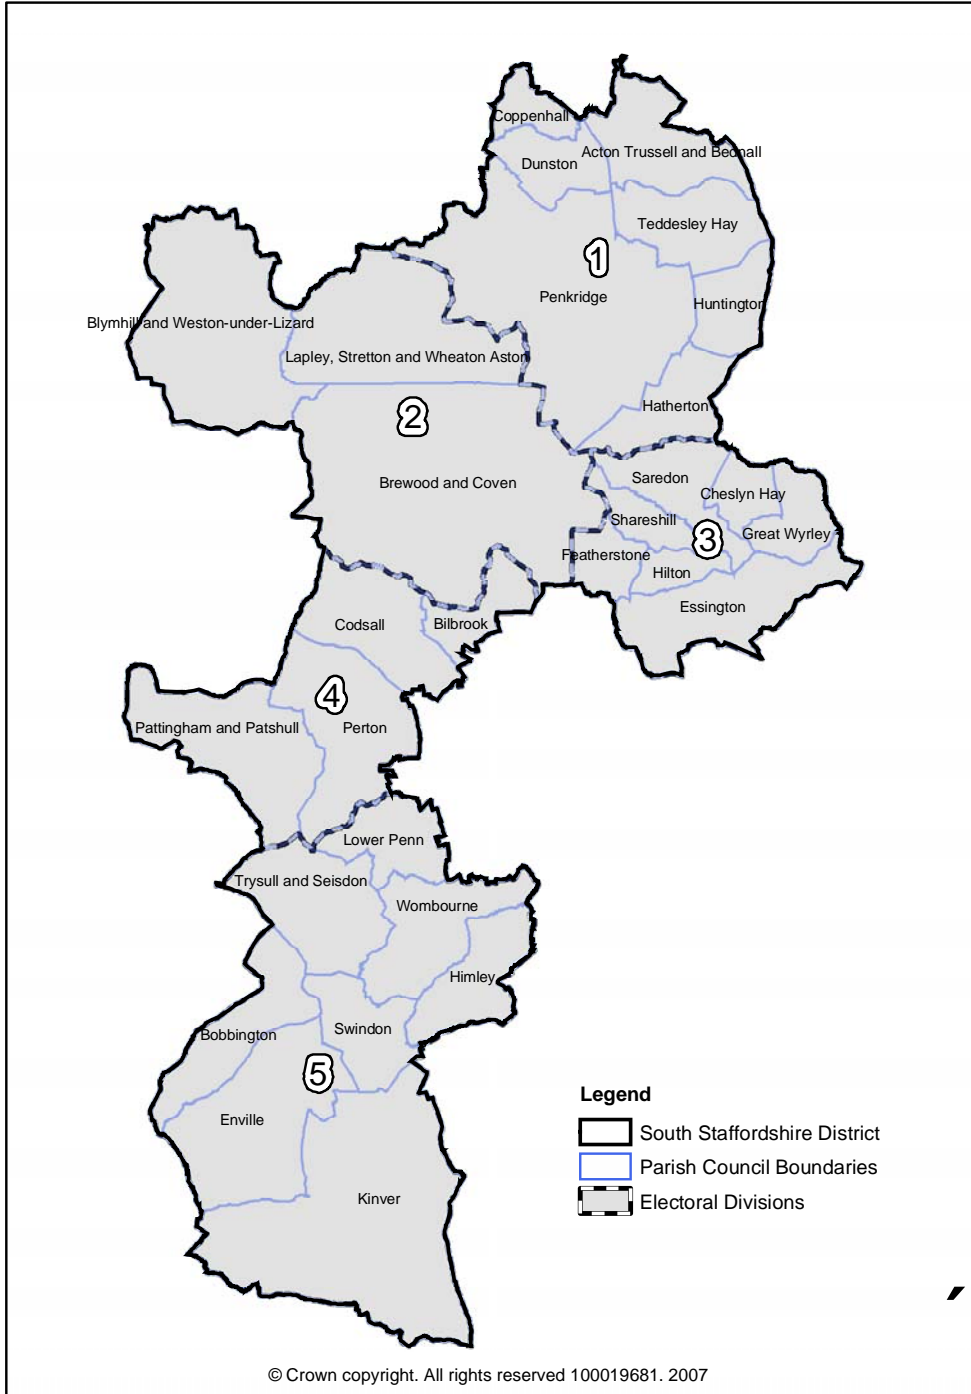 Coppenhall
Acton Trussell and Bednall
Dunston
Teddesley Hay
1
Penkridge
Huntington
Blymhill and Weston-under-Lizard
Lapley, Stretton and Wheaton Aston
Hatherton
2
Brewood and Coven
Saredon
Cheslyn Hay
Shareshill
3
Great Wyrley
Featherstone
Hilton
Essington
Codsall
Bilbrook
4
Pattingham and Patshull
Perton
Lower Penn
Trysull and Seisdon
Wombourne
Himley
Bobbington
Swindon
5
Enville
Kinver
Legend
South Staffordshire District
Parish Council Boundaries
Electoral Divisions
© Crown copyright. All rights reserved 100019681. 2007